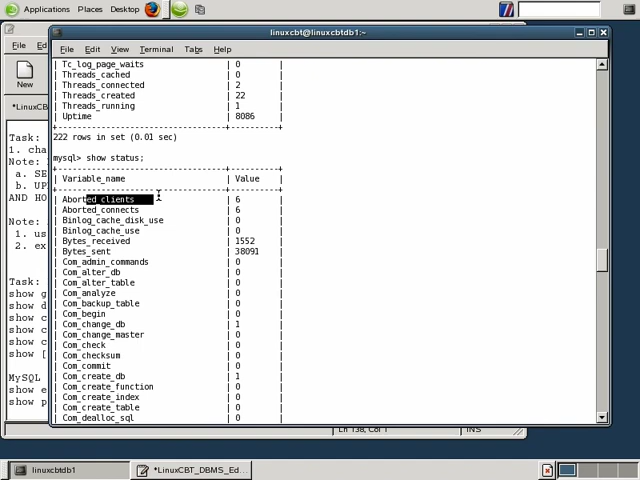 Applications Places Desktop
linuxcbt@linuxcbtdb1:~
File Ed
File Edit View Terminal Tabs Help
New
*LinuxC
Task:
1. cha
Note:
a. SE
b. UP
AND HO
Note:
1. us
2. ex
Task:
show g
show d
show c
show c
show c
show [
MySQL
show e
show p
| Tc_log_page_waits | 0 |
| Threads_cached | 0 |
| Threads_connected | 2 |
| Threads_created | 22 |
| Threads_running | 1 |
| Uptime | 8086 |
222 rows in set (0.01 sec)
mysql> show status;
| Variable_name | Value |
| Aborted_clients | 6 |
| Aborted_connects | 6 |
| Binlog_cache_disk_use | 0 |
| Binlog_cache_use | 0 |
| Bytes_received | 1552 |
| Bytes_sent | 38091 |
| Com_admin_commands | 0 |
| Com_alter_db | 0 |
| Com_alter_table | 0 |
| Com_analyze | 0 |
| Com_backup_table | 0 |
| Com_begin | 0 |
| Com_change_db | 1 |
| Com_change_master | 0 |
| Com_check | 0 |
| Com_checksum | 0 |
| Com_commit | 0 |
| Com_create_db | 1 |
| Com_create_function | 0 |
| Com_create_index | 0 |
| Com_create_table | 0 |
| Com_dealloc_sql | 0 |
Ln 138, Col 1 INS
linuxcbtdb1 *LinuxCBT_DBMS_Ed...